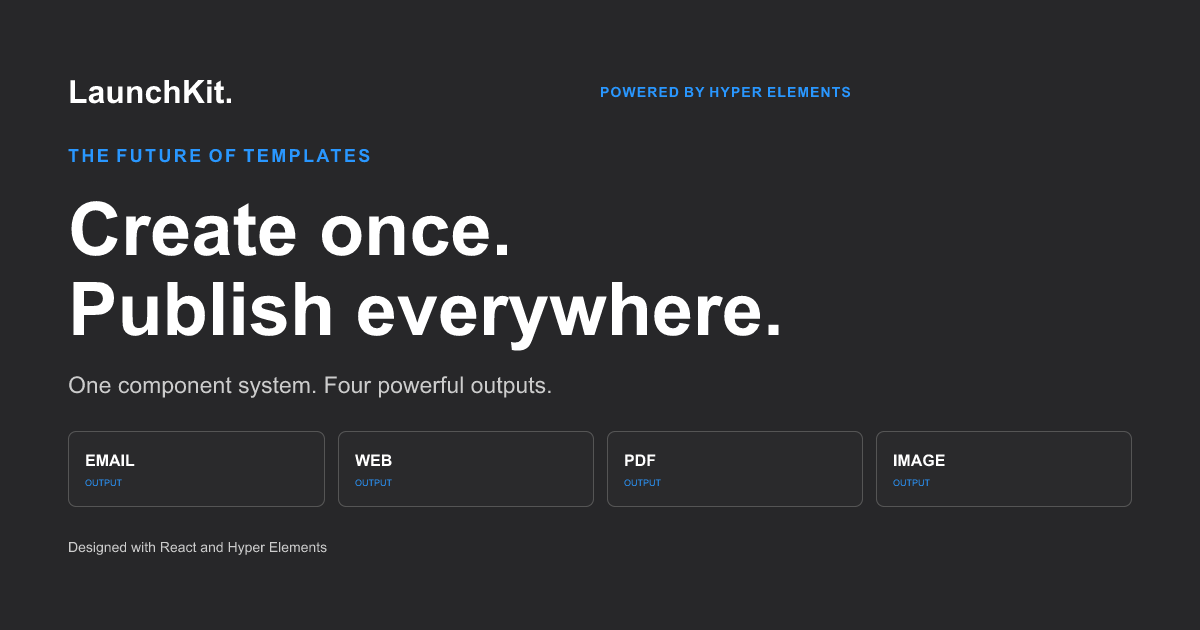 LaunchKit.
POWERED BY HYPER ELEMENTS
THE FUTURE OF TEMPLATES
Create once.
Publish everywhere.
One component system. Four powerful outputs.
EMAIL
OUTPUT
WEB
OUTPUT
PDF
OUTPUT
IMAGE
OUTPUT
Designed with React and Hyper Elements